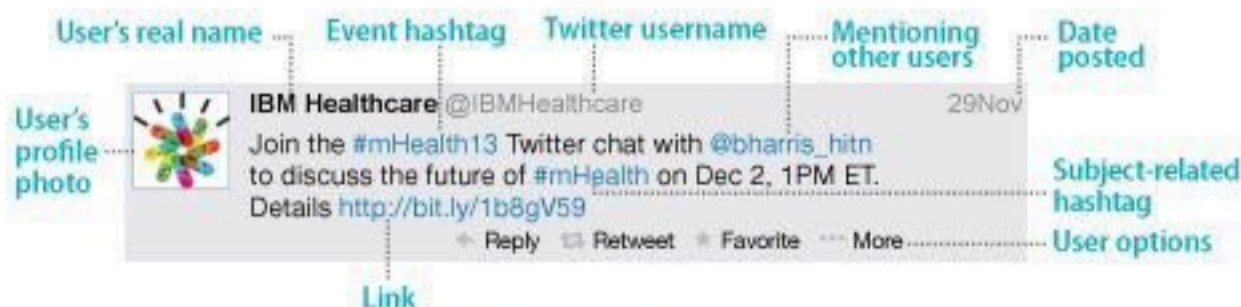 User's real name
Event hashtag
Twitter username
Mentioning
other users
Date
posted
User's
profile
photo
IBM Healthcare @IBMHealthcare 29Nov
Join the #mHealth13 Twitter chat with @bharris_hitn
to discuss the future of #mHealth on Dec 2, 1PM ET.
Details http://bit.ly/1b8gV59
Subject-related
hashtag
Reply Retweet Favorite More
User options
Link